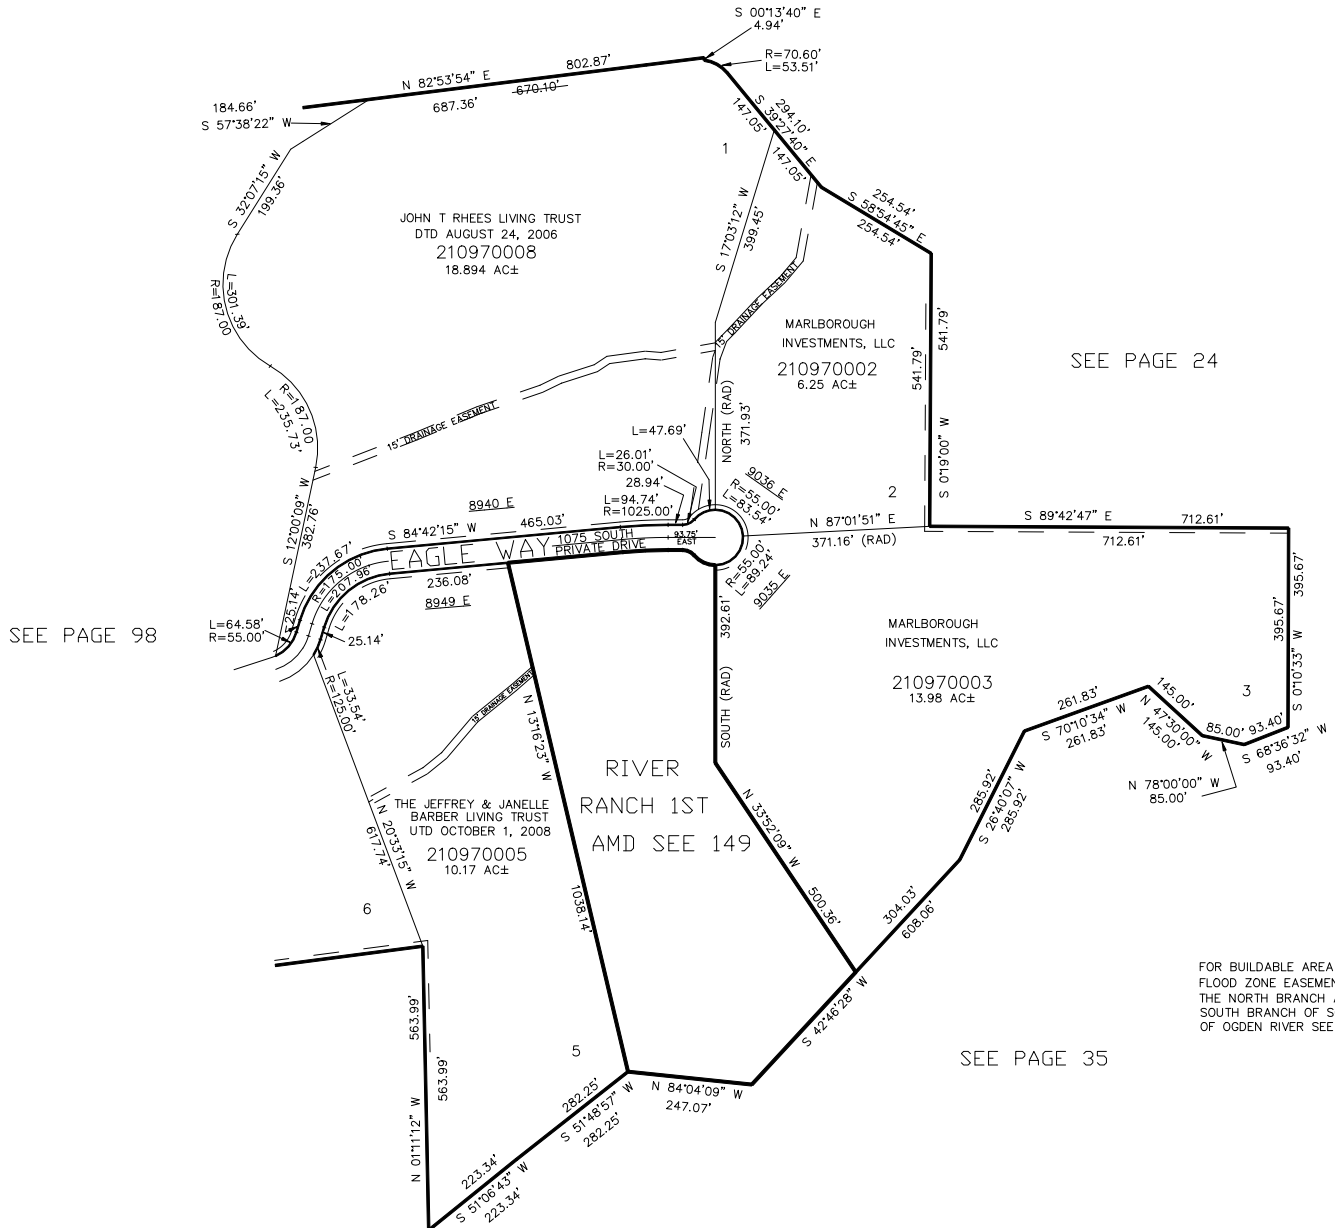 S 00°13'40" E
4.94'
R=70.60'
L=53.51'
N 82°53'54" E
802.87'
687.36'
670.10'
184.66'
S 57°38'22" W
S 32°07'15" W
199.36'
294.10'
S 39°27'40" E
147.05'
147.05'
1
254.54'
S 58°54'45" E
254.54'
S 17°03'12" W
399.45'
JOHN T RHEES LIVING TRUST
DTD AUGUST 24, 2006
210970008
18.894 AC±
L=301.39'
R=187.00
15' DRAINAGE EASEMENT
MARLBOROUGH
INVESTMENTS, LLC
210970002
6.25 AC±
541.79'
541.79'
S 0°19'00" W
SEE PAGE 24
R=187.00
L=235.73'
15' DRAINAGE EASEMENT
NORTH (RAD)
371.93'
L=47.69'
L=26.01'
R=30.00'
28.94'
L=94.74'
R=1025.00'
9036 E
R=55.00'
L=83.54'
2
S 12°00'09" W
382.76'
8940 E
S 84°42'15" W
465.03'
EAGLE WAY
1075 SOUTH
PRIVATE DRIVE
93.75'
EAST
N 87°01'51" E
371.16' (RAD)
S 89°42'47" E
712.61'
712.61'
L=237.67'
R=175.00'
L=207.96'
L=178.26'
236.08'
8949 E
R=55.00'
L=89.24'
9035 E
25.14'
L=64.58'
R=55.00'
25.14'
SEE PAGE 98
L=33.54'
R=125.00'
392.61'
SOUTH (RAD)
395.67'
395.67'
S 0°10'33" W
MARLBOROUGH
INVESTMENTS, LLC
210970003
13.98 AC±
3
261.83'
S 70°10'34" W
261.83'
145.00'
N 47°30'00" W
145.00'
85.00'
93.40'
S 68°36'32" W
93.40'
N 78°00'00" W
85.00'
15' DRAINAGE EASEMENT
N 13°16'23" W
1038.14'
RIVER
RANCH 1ST
AMD SEE 149
N 33°52'09" W
500.36'
285.92'
S 26°40'07" W
285.92'
THE JEFFREY & JANELLE
BARBER LIVING TRUST
UTD OCTOBER 1, 2008
210970005
10.17 AC±
N 20°33'15" W
617.74'
6
304.03'
608.06'
S 42°46'28" W
FOR BUILDABLE AREA
FLOOD ZONE EASEMEN
THE NORTH BRANCH
SOUTH BRANCH OF S
OF OGDEN RIVER SEE
563.99'
563.99'
N 01°11'12" W
5
SEE PAGE 35
N 84°04'09" W
247.07'
282.25'
S 51°48'57" W
282.25'
223.34'
S 51°06'43" W
223.34'